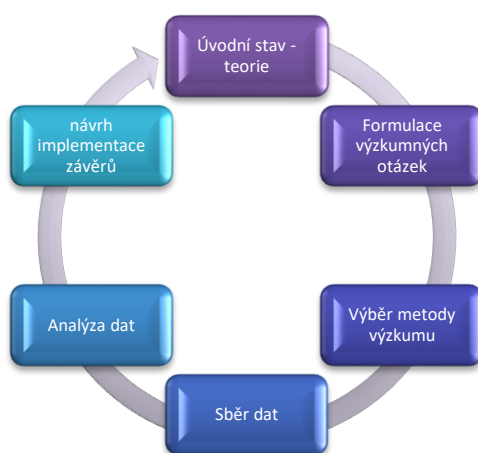 Úvodní stav -
teorie
Formulace
výzkumných
otázek
Výběr metody
výzkumu
Sběr dat
Analýza dat
návrh
implementace
závěrů